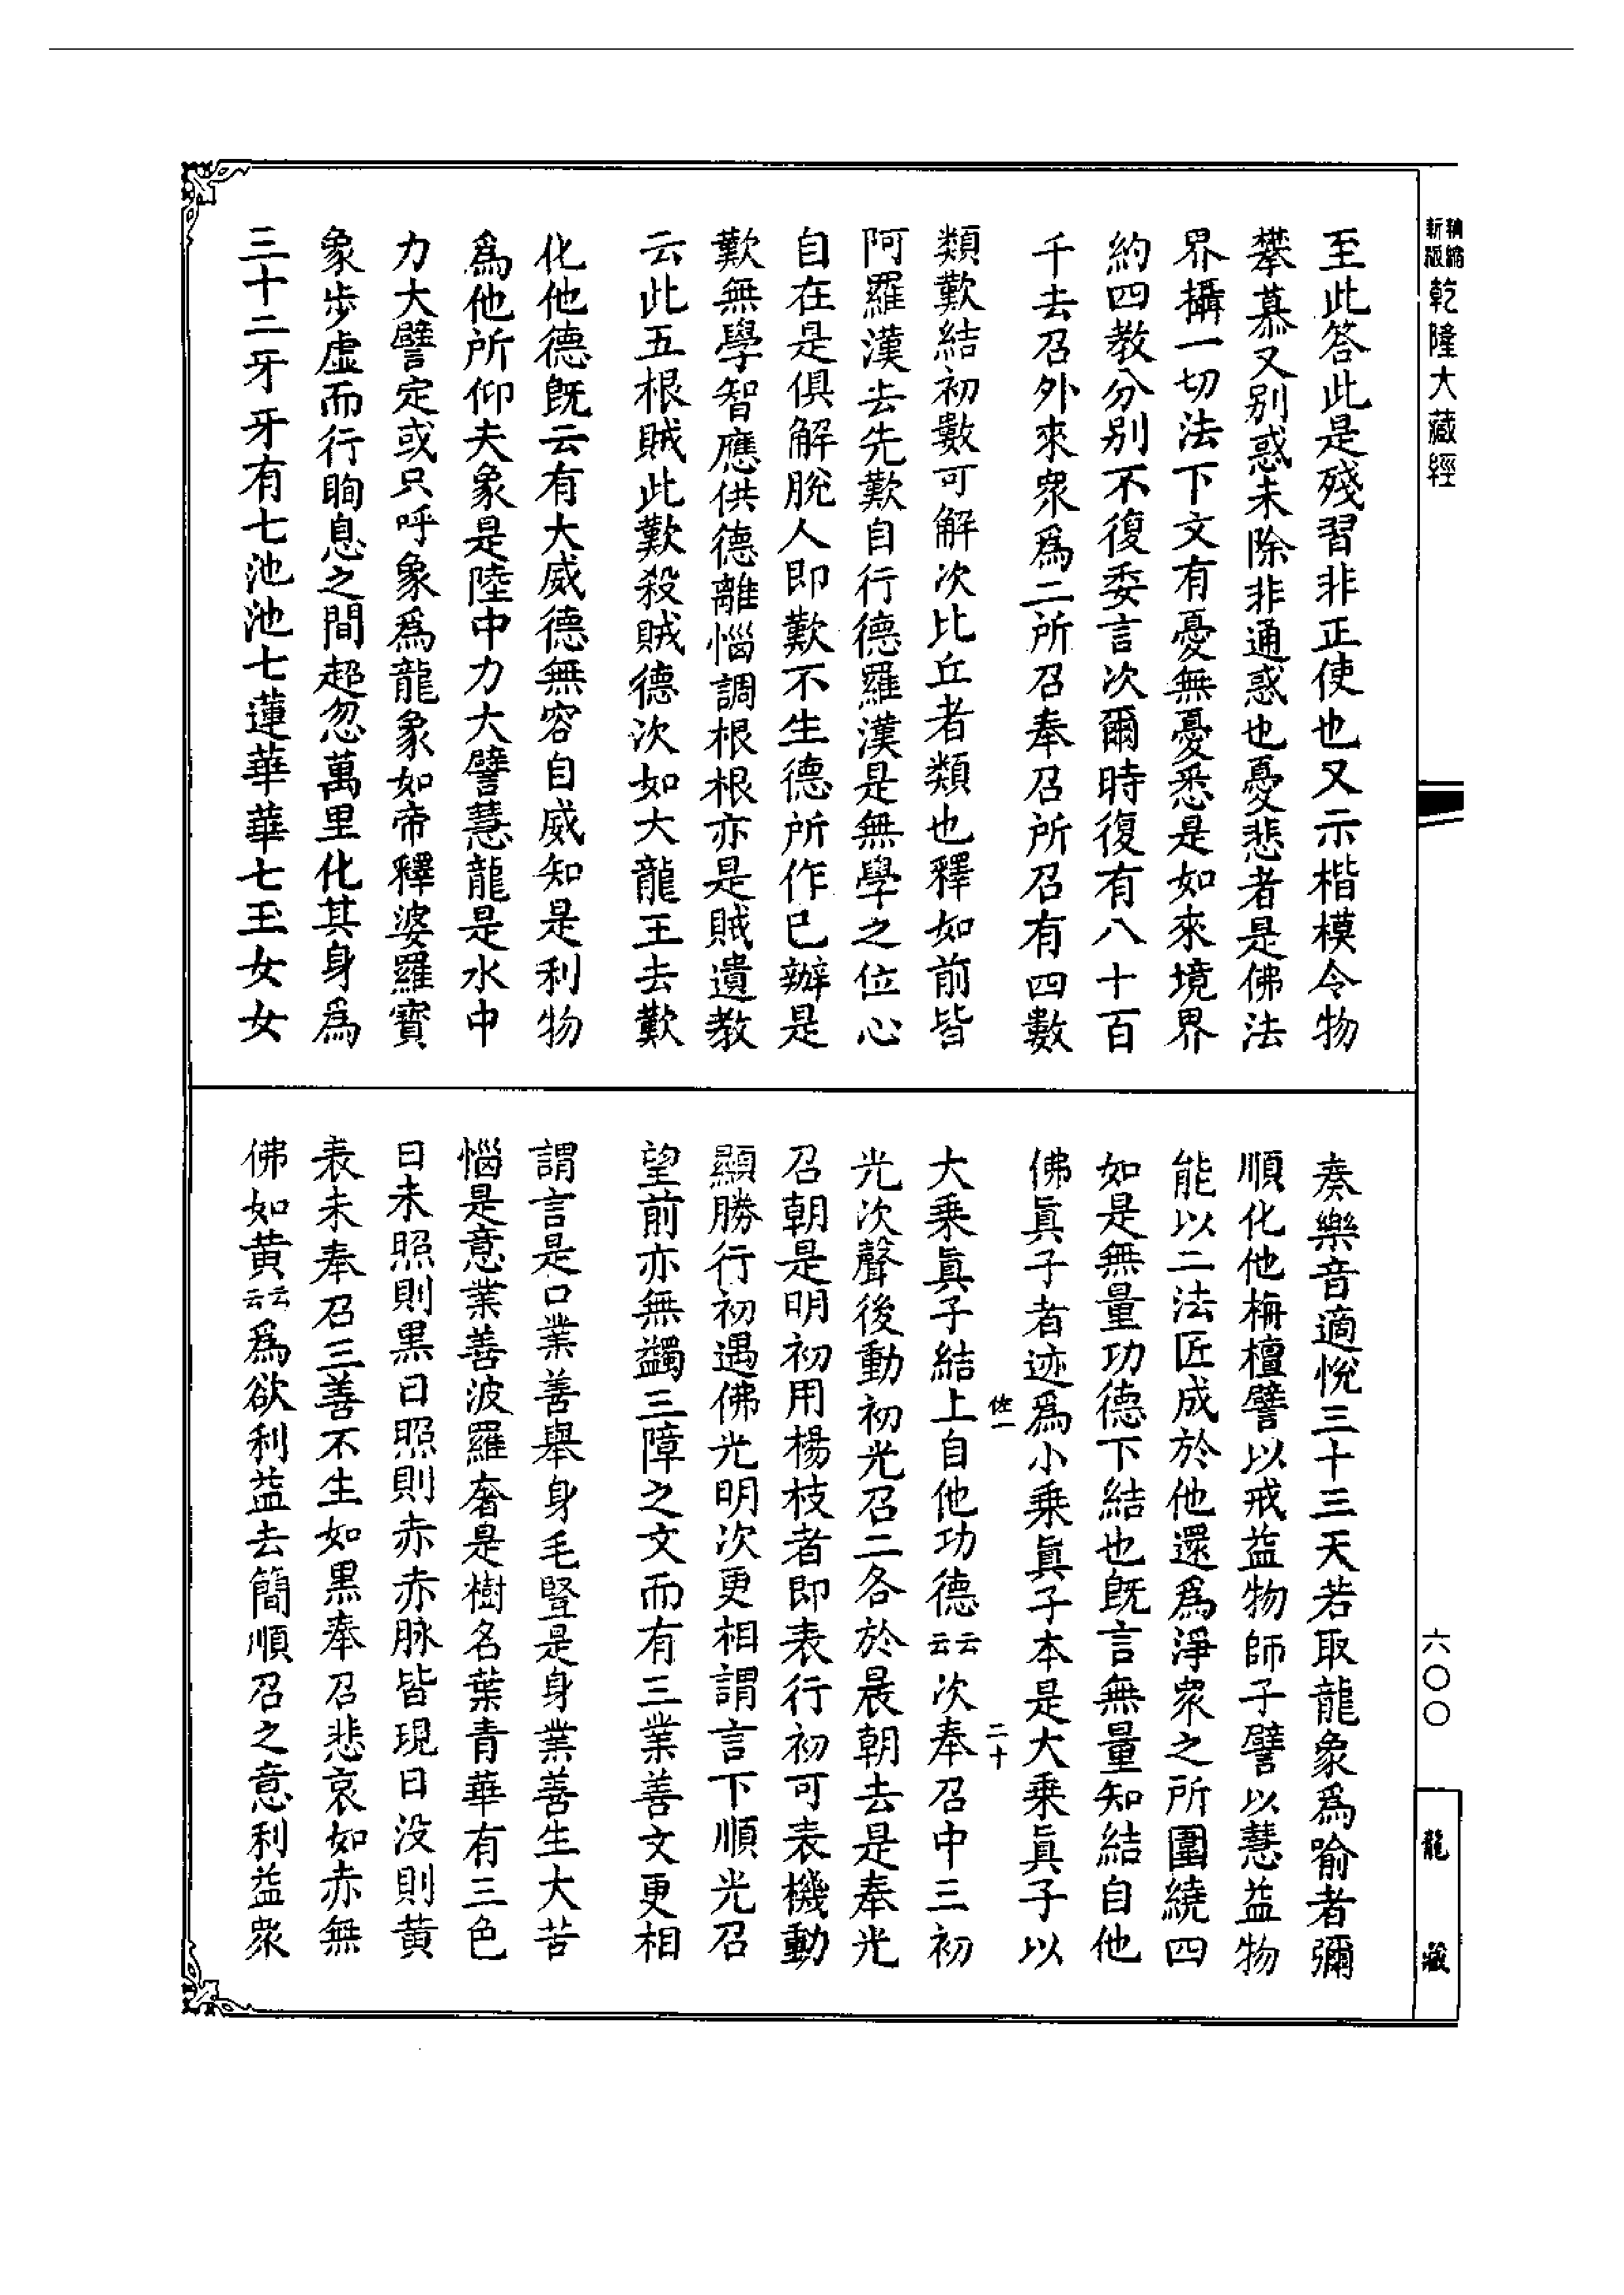 精縮新版乾隆大藏經
至此答此是殘習非正使也又示楷模令物
攀慕又別惑未除非通惑也憂悲者是佛法
界攝一切法下文有憂無憂悉是如來境界
約四教分別不復委言次爾時復有八十百
千去召外來衆爲二所召奉召所召有四數
類歎結初數可解次比丘者類也釋如前皆
阿羅漢去先歎自行德羅漢是無學之位心
自在是俱解脫人即歎不生德所作已辦是
歎無學智應供德離惱調根根亦是賊遺教
云此五根賊此歎殺賊德次如大龍王去歎
化他德旣云有大威德無容自威知是利物
爲他所仰夫象是陸中力大譬慧龍是水中
力大譬定或只呼象爲龍象如帝釋婆羅寶
象步虛而行眴息之間超忽萬里化其身爲
三十二牙牙有七池池七蓮華華七玉女女
奏樂音適悅三十三天若取龍象爲喻者彌
順化他栴檀譬以戒益物師子譬以慧益物
能以二法匠成於他還爲淨衆之所圍繞四
如是無量功德下結也旣言無量知結自他
佛眞子者迹爲小乘眞子本是大乘眞子以
佐一 二十
大乘眞子結上自他功德云云次奉召中三初
光次聲後動初光召二各於晨朝去是奉光
召朝是明初用楊枝者即表行初可表機動
顯勝行初遇佛光明次更相謂言下順光召
望前亦無蠲三障之文而有三業善文更相
謂言是口業善舉身毛豎是身業善生大苦
惱是意業善波羅奢是樹名葉青華有三色
日未照則黑日照則赤赤脉皆現日没則黃
表未奉召三善不生如黑奉召悲哀如赤無
佛如黃云云爲欲利益去簡順召之意利益衆
六〇〇
龍藏